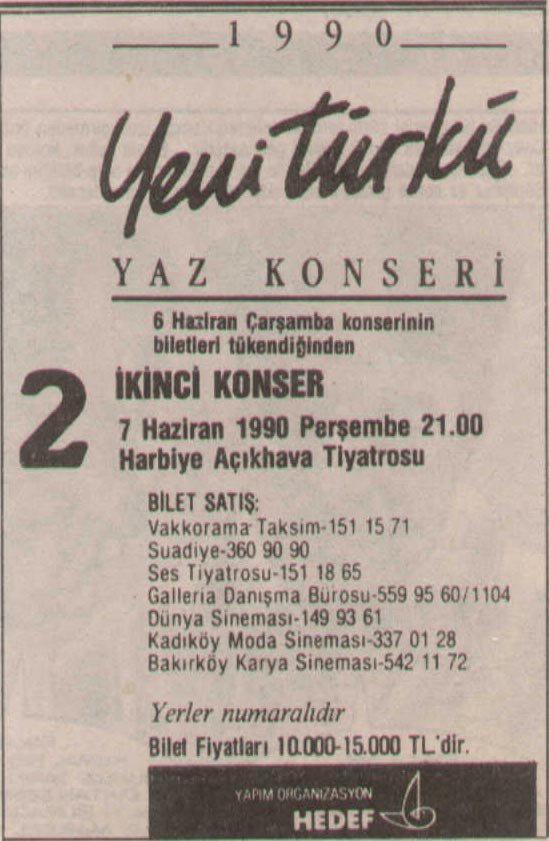 1990
Yeni türkü
YAZ KONSERİ
6 Haziran Çarşamba konserinin
biletleri tükendiğinden
2
İKİNCİ KONSER
7 Haziran 1990 Perşembe 21.00
Harbiye Açıkhava Tiyatrosu
BİLET SATIŞ:
Vakkorama Taksim-151 15 71
Suadiye-360 90 90
Ses Tiyatrosu-151 18 65
Galleria Danışma Bürosu-559 95 60/1104
Dünya Sineması-149 93 61
Kadıköy Moda Sineması-337 01 28
Bakırköy Karya Sineması-542 11 72
Yerler numaralıdır
Bilet Fiyatları 10.000-15.000 TL'dir.
YAPIM ORGANİZASYON
HEDEF